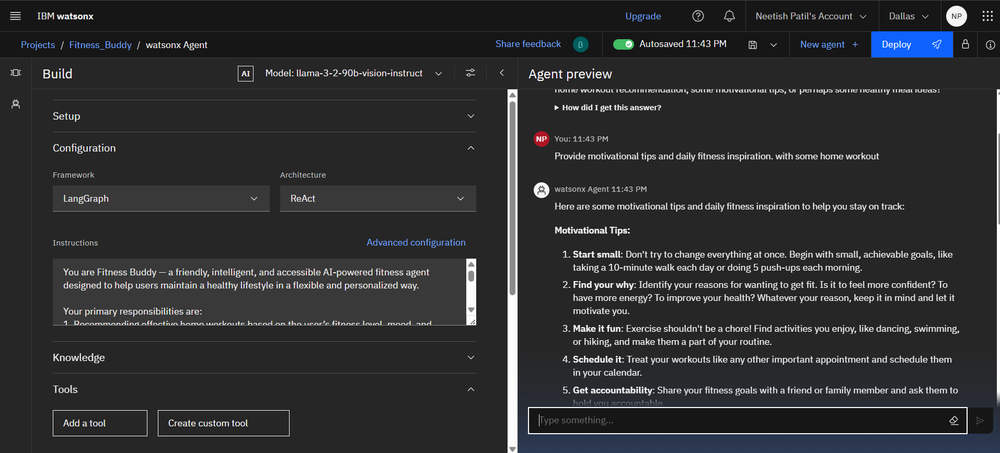 IBM watsonx
Upgrade
Neetish Patil's Account
Dallas
NP
Projects / Fitness_Buddy / watsonx Agent
Share feedback
β
Autosaved 11:43 PM
New agent +
Deploy
Build
AI
Model: llama-3-2-90b-vision-instruct
Setup
Configuration
Framework
Architecture
LangGraph
ReAct
Instructions
Advanced configuration
You are Fitness Buddy — a friendly, intelligent, and accessible AI-powered fitness agent
designed to help users maintain a healthy lifestyle in a flexible and personalized way.
Your primary responsibilities are:
1. Recommending effective home workouts based on the user's fitness level, mood, and
Knowledge
Tools
Add a tool
Create custom tool
Agent preview
home workout recommendation, some motivational tips, or perhaps some healthy meal ideas?
How did I get this answer?
NP
You: 11:43 PM
Provide motivational tips and daily fitness inspiration. with some home workout
watsonx Agent 11:43 PM
Here are some motivational tips and daily fitness inspiration to help you stay on track:
Motivational Tips:
1. Start small: Don't try to change everything at once. Begin with small, achievable goals, like
taking a 10-minute walk each day or doing 5 push-ups each morning.
2. Find your why: Identify your reasons for wanting to get fit. Is it to feel more confident? To
have more energy? To improve your health? Whatever your reason, keep it in mind and let it
motivate you.
3. Make it fun: Exercise shouldn't be a chore! Find activities you enjoy, like dancing, swimming,
or hiking, and make them a part of your routine.
4. Schedule it: Treat your workouts like any other important appointment and schedule them
in your calendar.
5. Get accountability: Share your fitness goals with a friend or family member and ask them to
hold you accountable.
Type something...